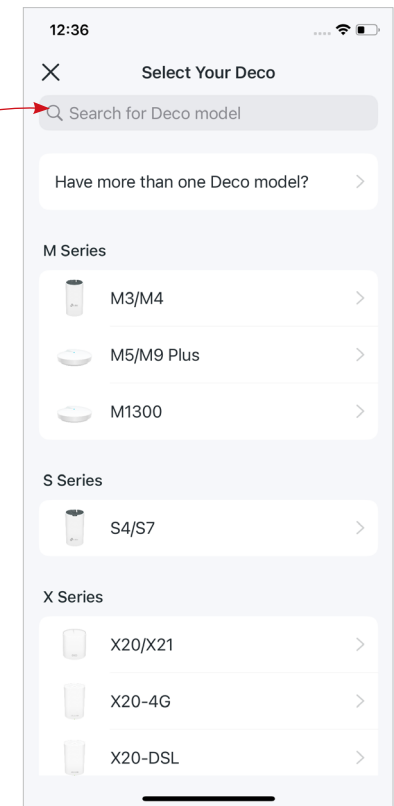 12:36
Select Your Deco
Search for Deco model
Have more than one Deco model?
M Series
M3/M4
M5/M9 Plus
M1300
S Series
S4/S7
X Series
X20/X21
X20-4G
X20-DSL